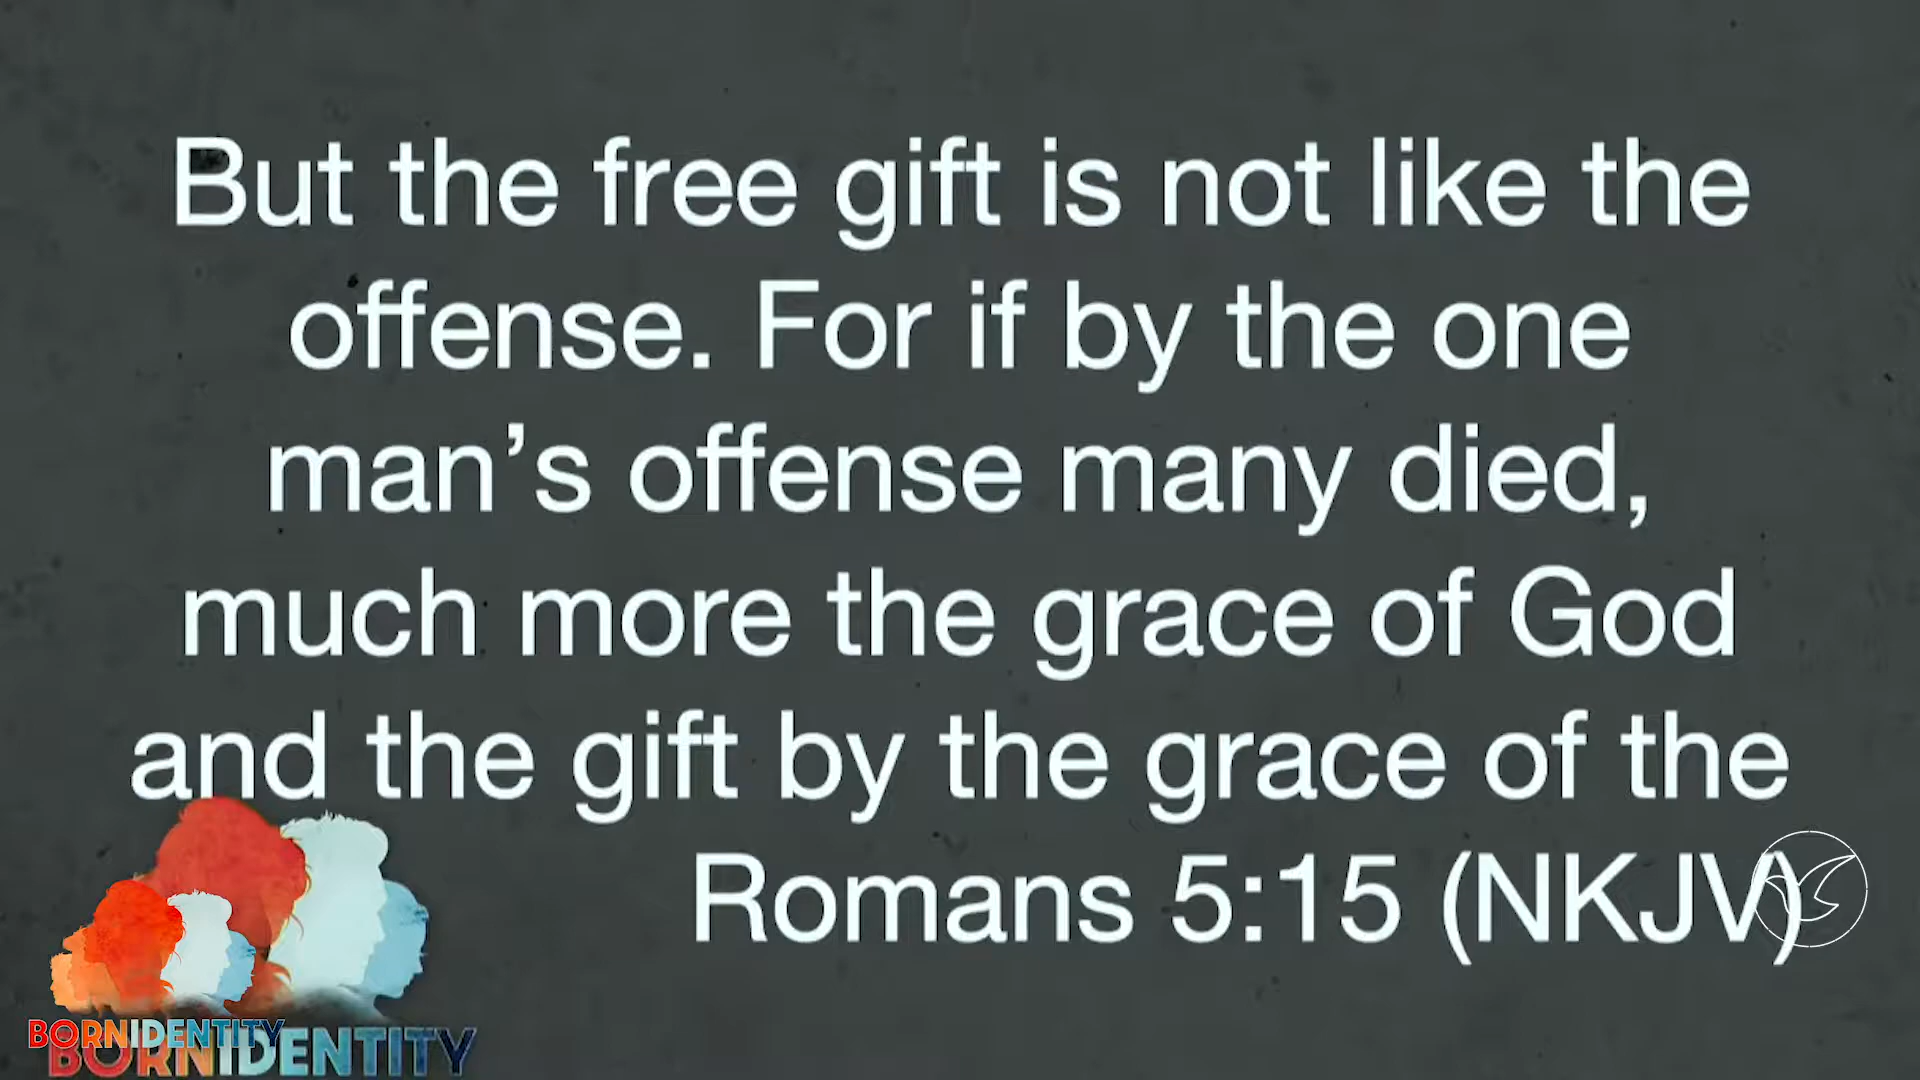 But the free gift is not like the
offense. For if by the one
man’s offense many died,
much more the grace of God
and the gift by the grace of the
Romans 5:15 (NKJV)
BORNIDENTITY
BORNIDENTITY